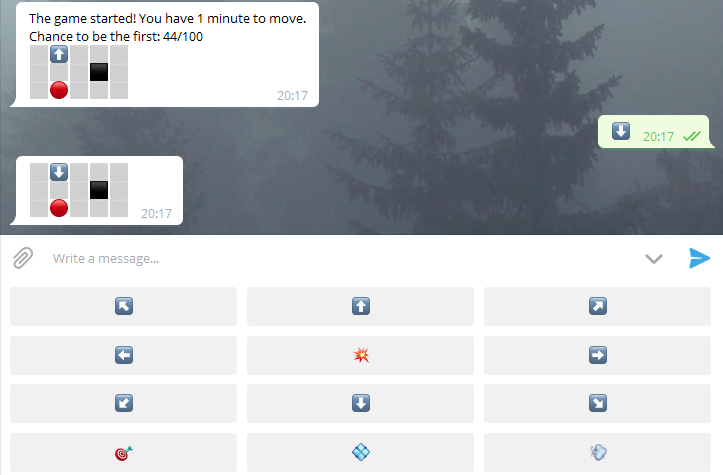 The game started! You have 1 minute to move.
Chance to be the first: 44/100
20:17
20:17
20:17
Write a message...